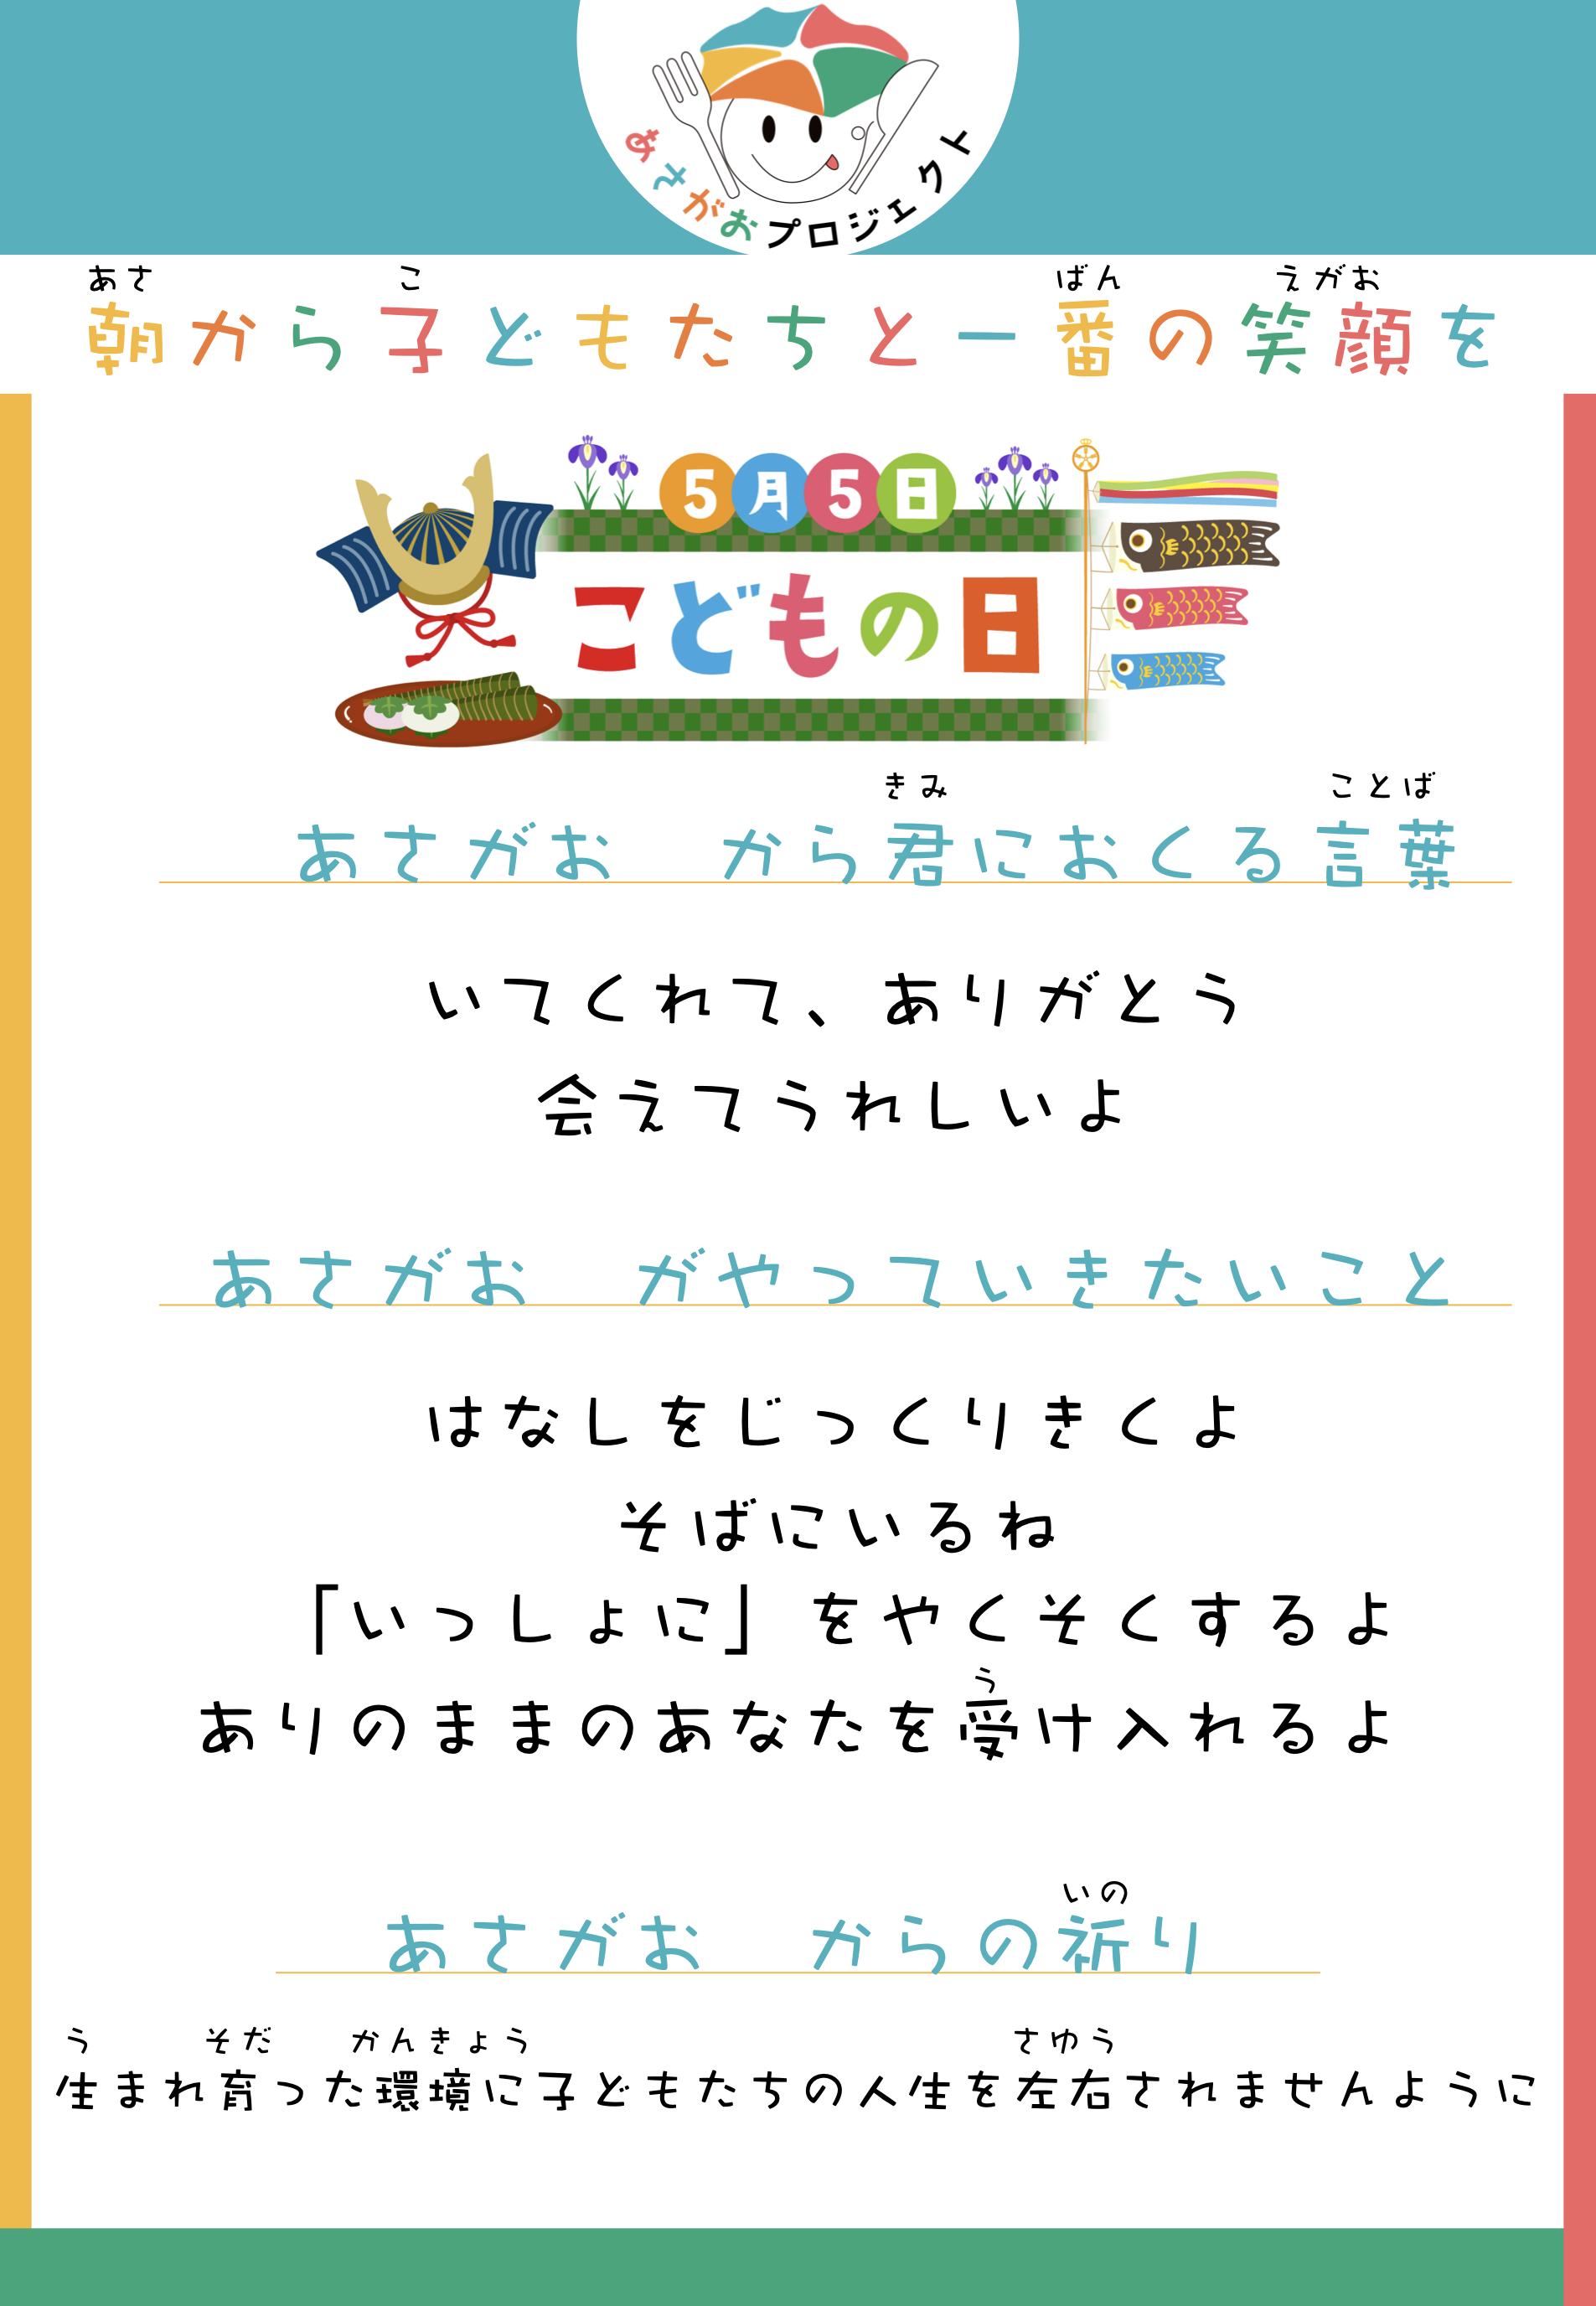 あさがおプロジェクト
あさ こ ばん えがお
朝から子どもたちと一番の笑顔を
5月5日
こどもの日
きみ ことば
あさがお　から君におくる言葉
いてくれて、ありがとう
会えてうれしいよ
あさがお　がやっていきたいこと
はなしをじっくりきくよ
そばにいるね
「いっしょに」をやくそくするよ
う
ありのままのあなたを受け入れるよ
いの
あさがお　からの祈り
う そだ かんきょう さゆう
生まれ育った環境に子どもたちの人生を左右されませんように